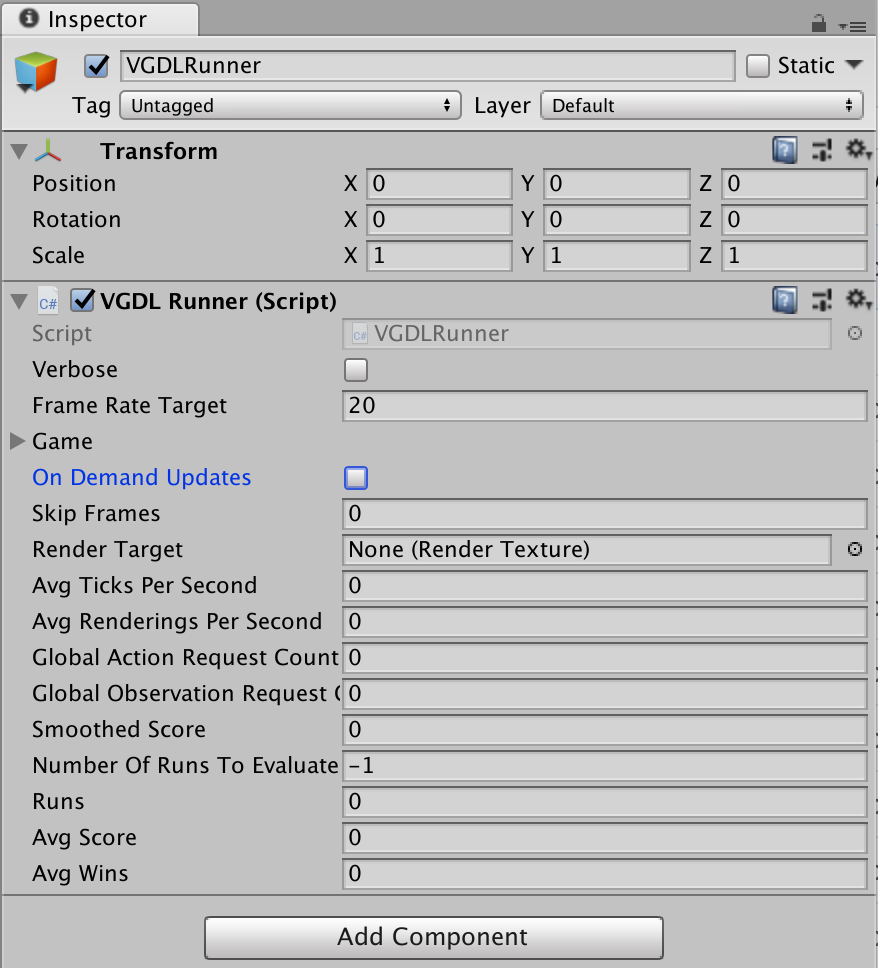 Inspector
VGDLRunner
Static
Tag Untagged Layer Default
Transform
Position X 0 Y 0 Z 0
Rotation X 0 Y 0 Z 0
Scale X 1 Y 1 Z 1
C# VGDL Runner (Script)
Script C# VGDLRunner
Verbose
Frame Rate Target 20
Game
On Demand Updates
Skip Frames 0
Render Target None (Render Texture)
Avg Ticks Per Second 0
Avg Renderings Per Second 0
Global Action Request Count 0
Global Observation Request 0
Smoothed Score 0
Number Of Runs To Evaluate -1
Runs 0
Avg Score 0
Avg Wins 0
Add Component